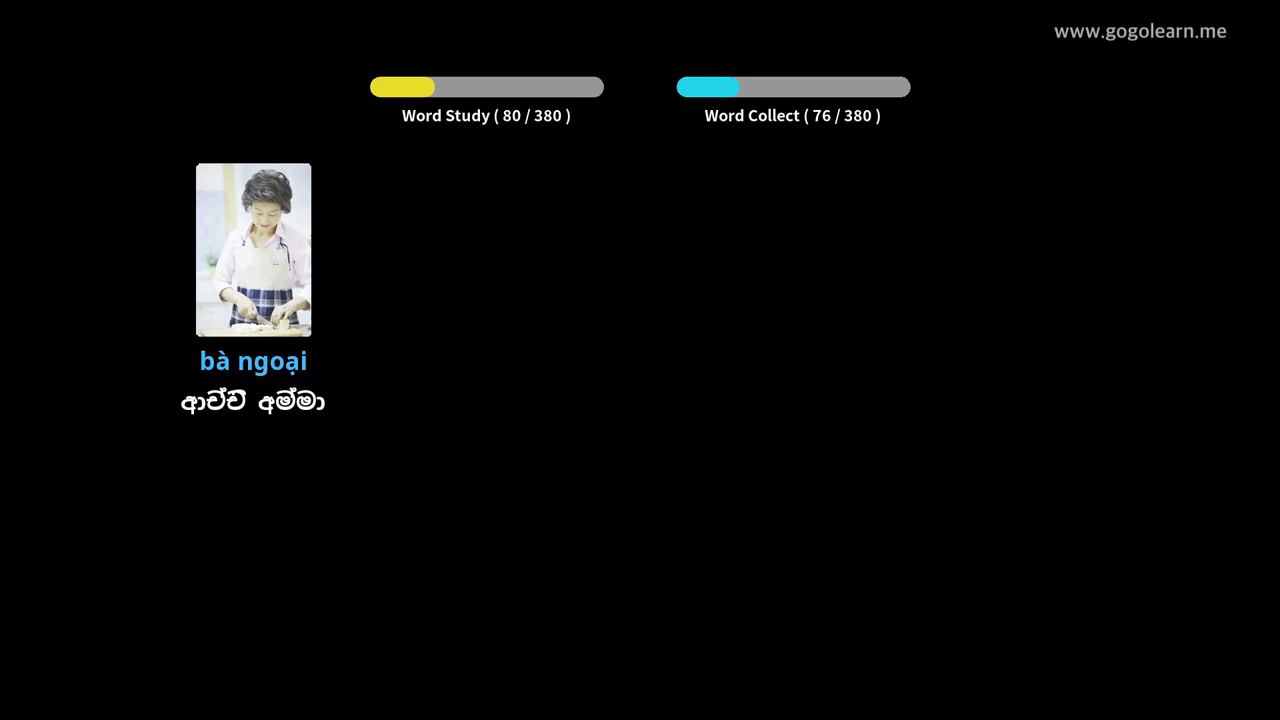 www.gogolearn.me
Word Study ( 80 / 380 )
Word Collect ( 76 / 380 )
bà ngoại
ආච්චි අම්මා